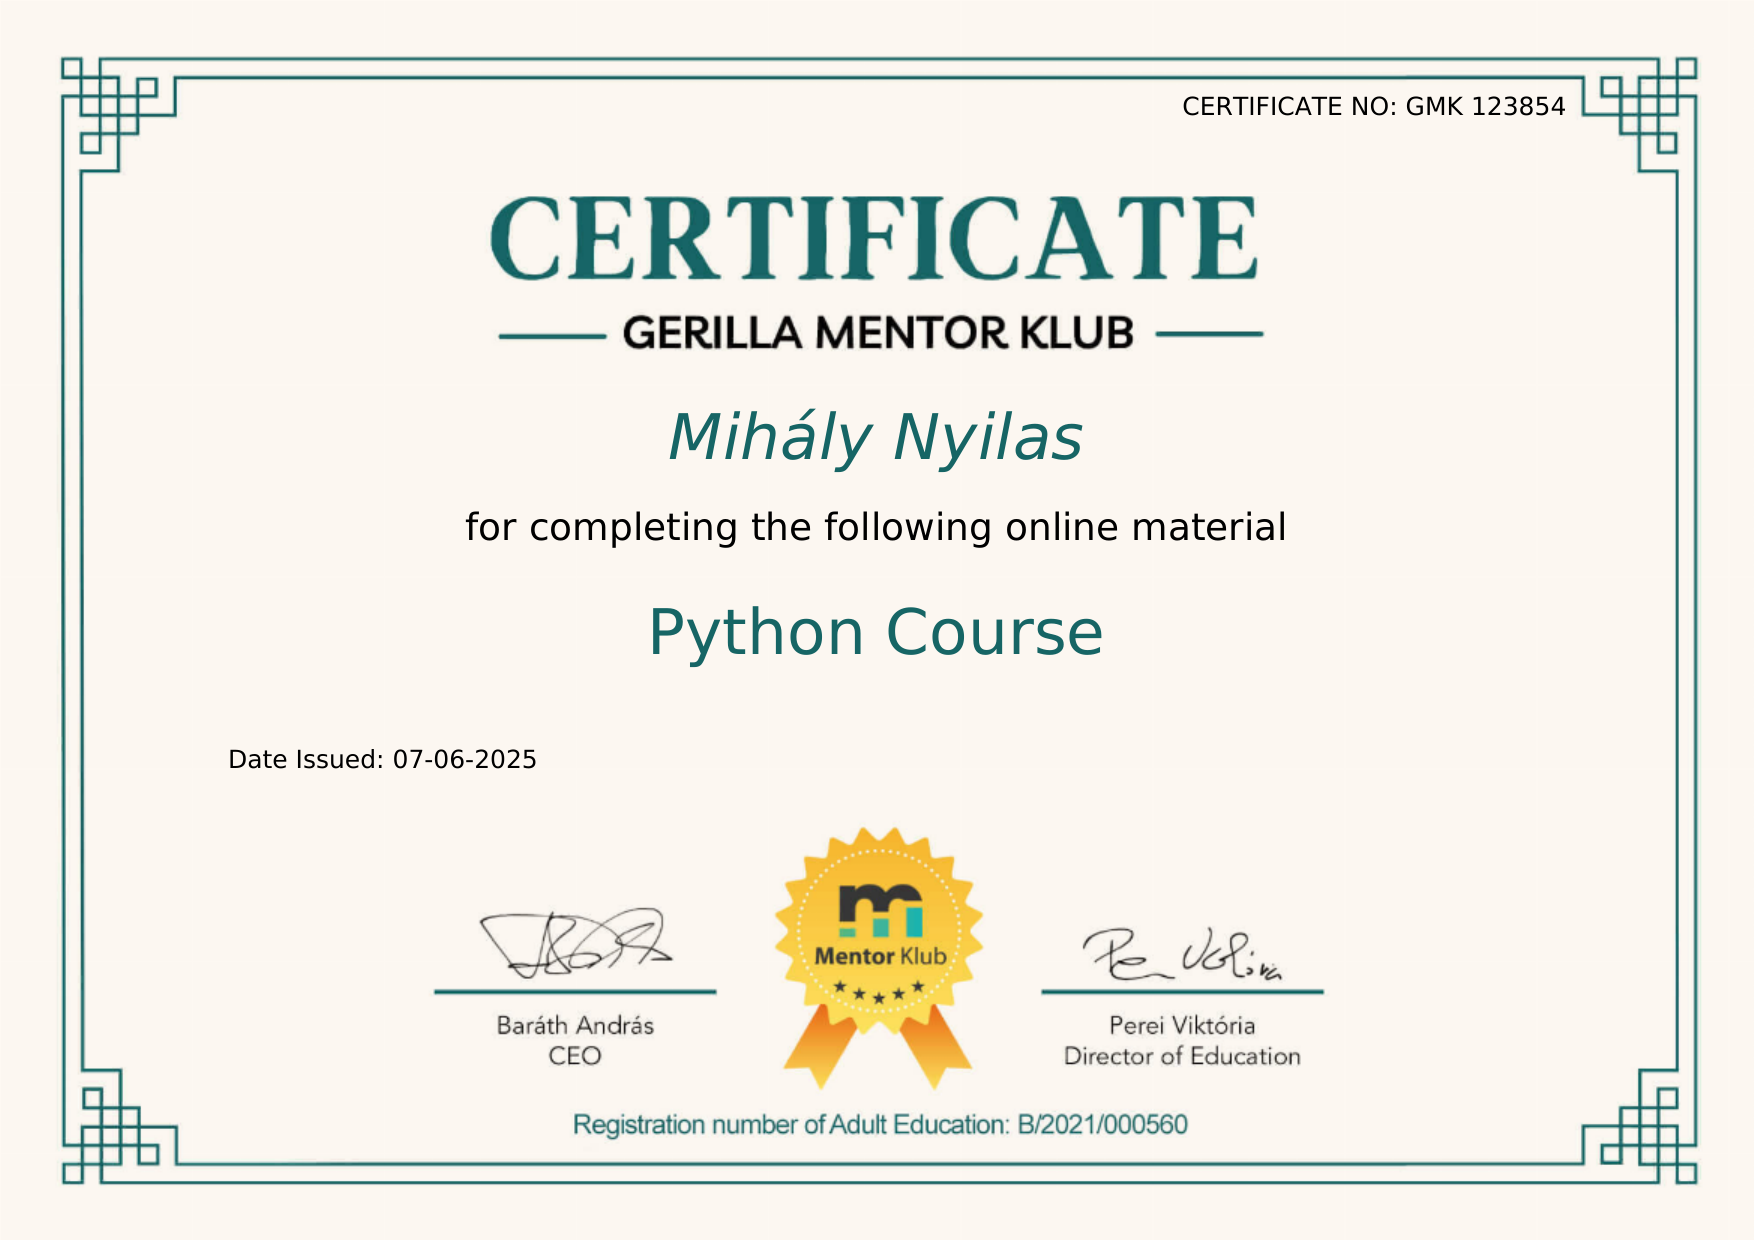 CERTIFICATE NO: GMK 123854
CERTIFICATE
GERILLA MENTOR KLUB
Mihály Nyilas
for completing the following online material
Python Course
Date Issued: 07-06-2025
Mentor Klub
Baráth András
CEO
Perei Viktória
Director of Education
Registration number of Adult Education: B/2021/000560